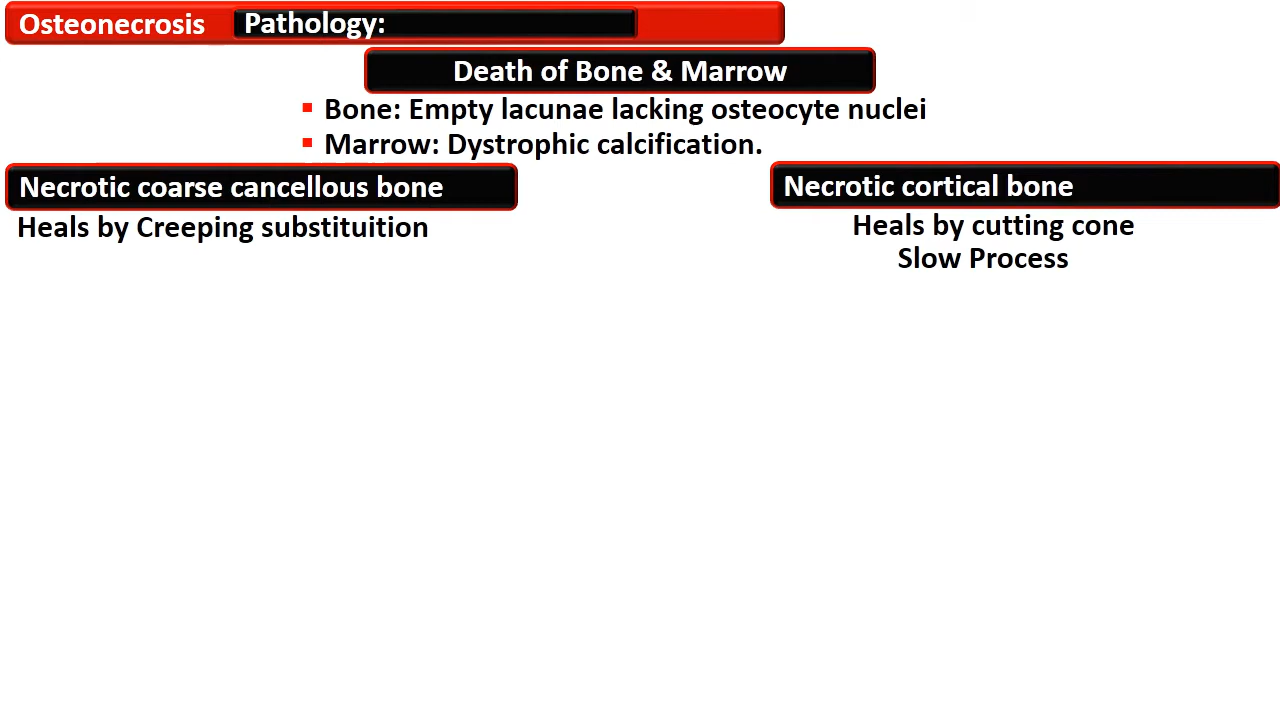 Osteonecrosis Pathology:
Death of Bone & Marrow
Bone: Empty lacunae lacking osteocyte nuclei
Marrow: Dystrophic calcification.
Necrotic coarse cancellous bone
Heals by Creeping substituition
Necrotic cortical bone
Heals by cutting cone
Slow Process